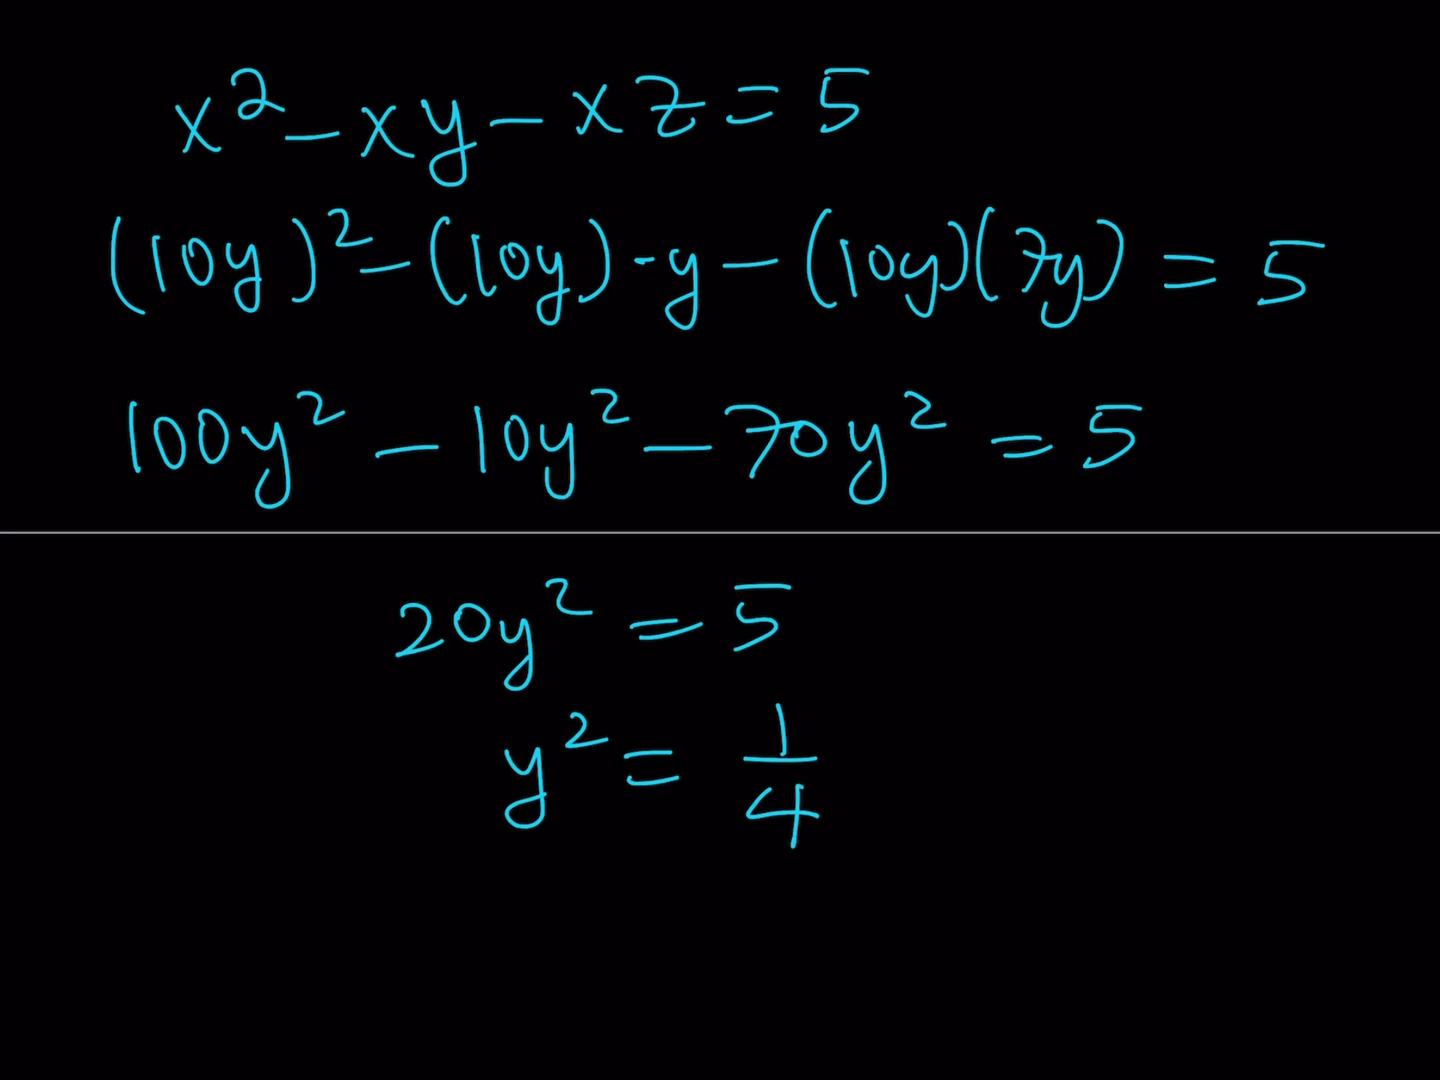 x² - xy - xz = 5
(10y)² - (10y)·y - (10y)(7y) = 5
100y² - 10y² - 70y² = 5
20y² = 5
y² = 1/4